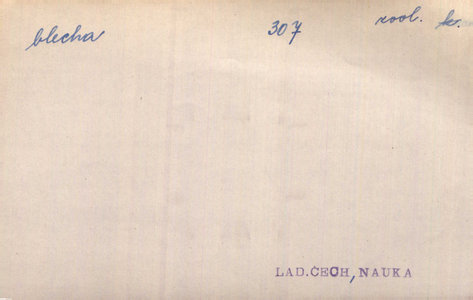 blecha 307 zool. k.
LAD. ČECH, NAUKA